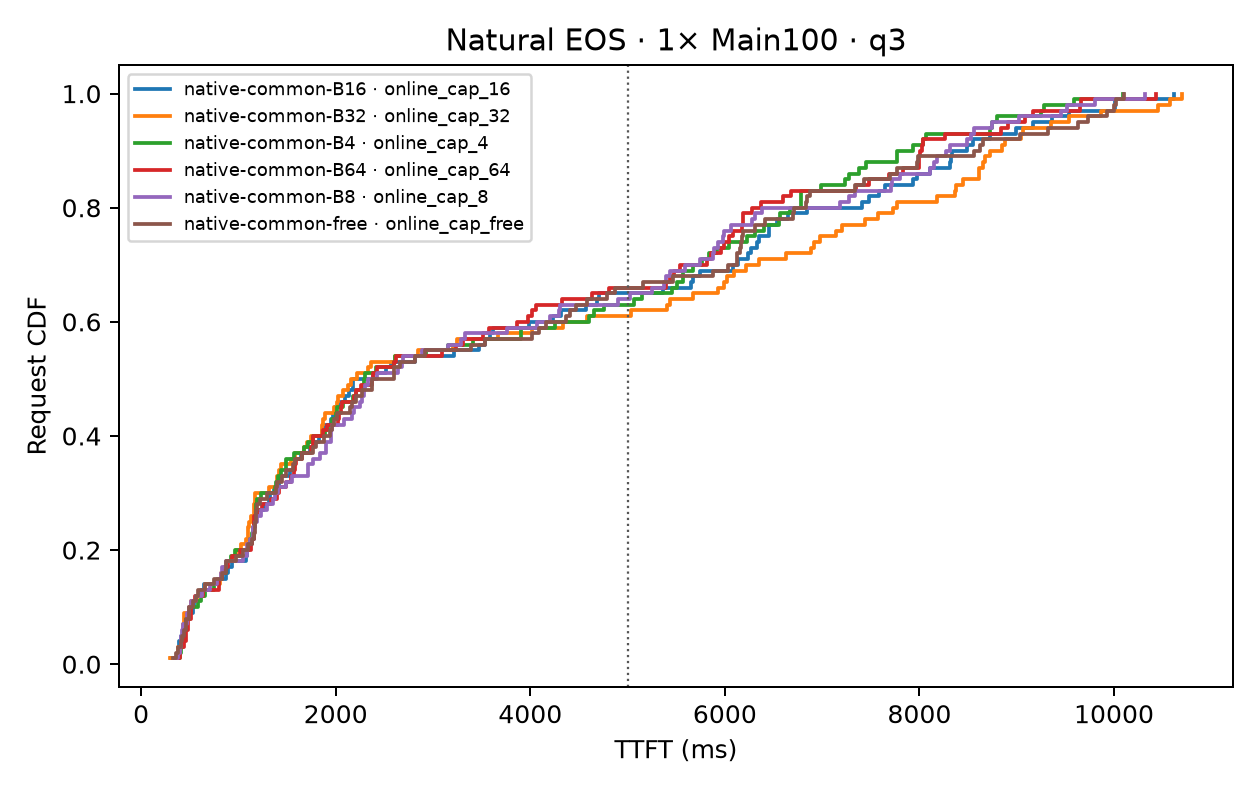 Natural EOS · 1× Main100 · q3
native-common-B16 · online_cap_16
native-common-B32 · online_cap_32
native-common-B4 · online_cap_4
native-common-B64 · online_cap_64
native-common-B8 · online_cap_8
native-common-free · online_cap_free
Request CDF
1.0
0.8
0.6
0.4
0.2
0.0
0 2000 4000 6000 8000 10000
TTFT (ms)